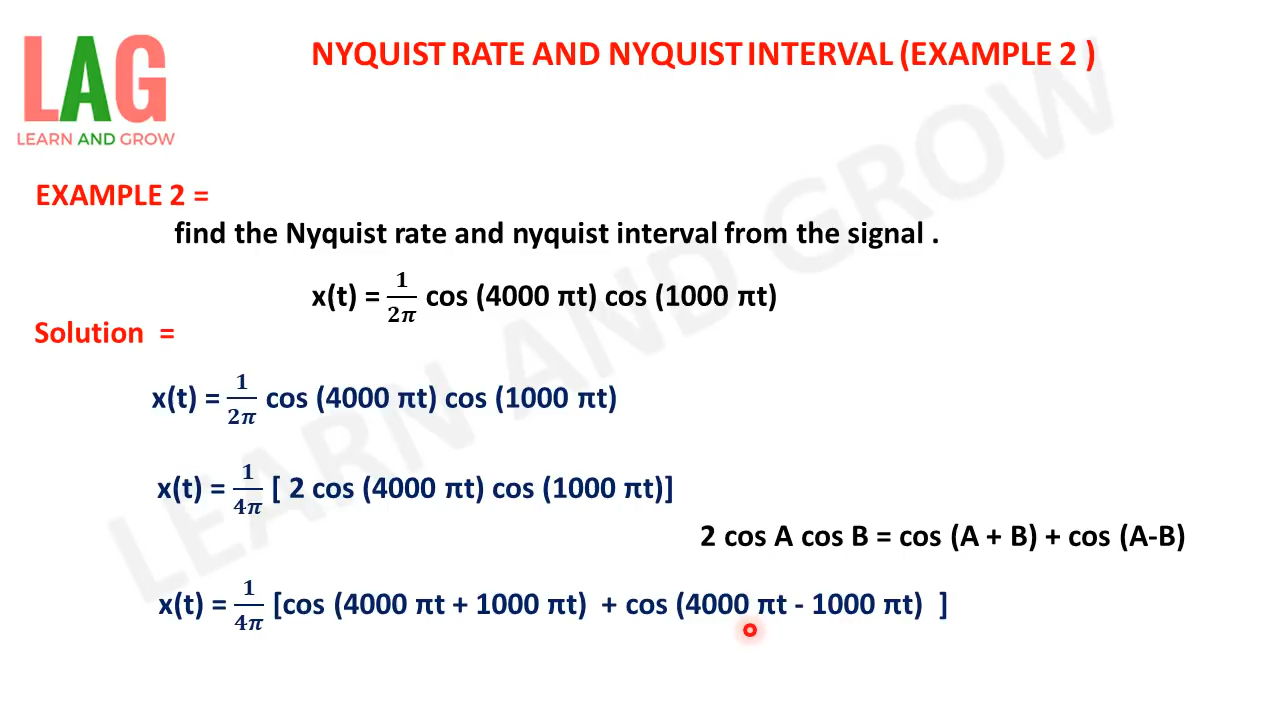 LAG
LEARN AND GROW
NYQUIST RATE AND NYQUIST INTERVAL (EXAMPLE 2 )
EXAMPLE 2 =
find the Nyquist rate and nyquist interval from the signal .
x(t) = 1/2π cos (4000 πt) cos (1000 πt)
Solution =
x(t) = 1/2π cos (4000 πt) cos (1000 πt)
x(t) = 1/4π [ 2 cos (4000 πt) cos (1000 πt)]
2 cos A cos B = cos (A + B) + cos (A-B)
x(t) = 1/4π [cos (4000 πt + 1000 πt) + cos (4000 πt - 1000 πt) ]
LEARN AND GROW